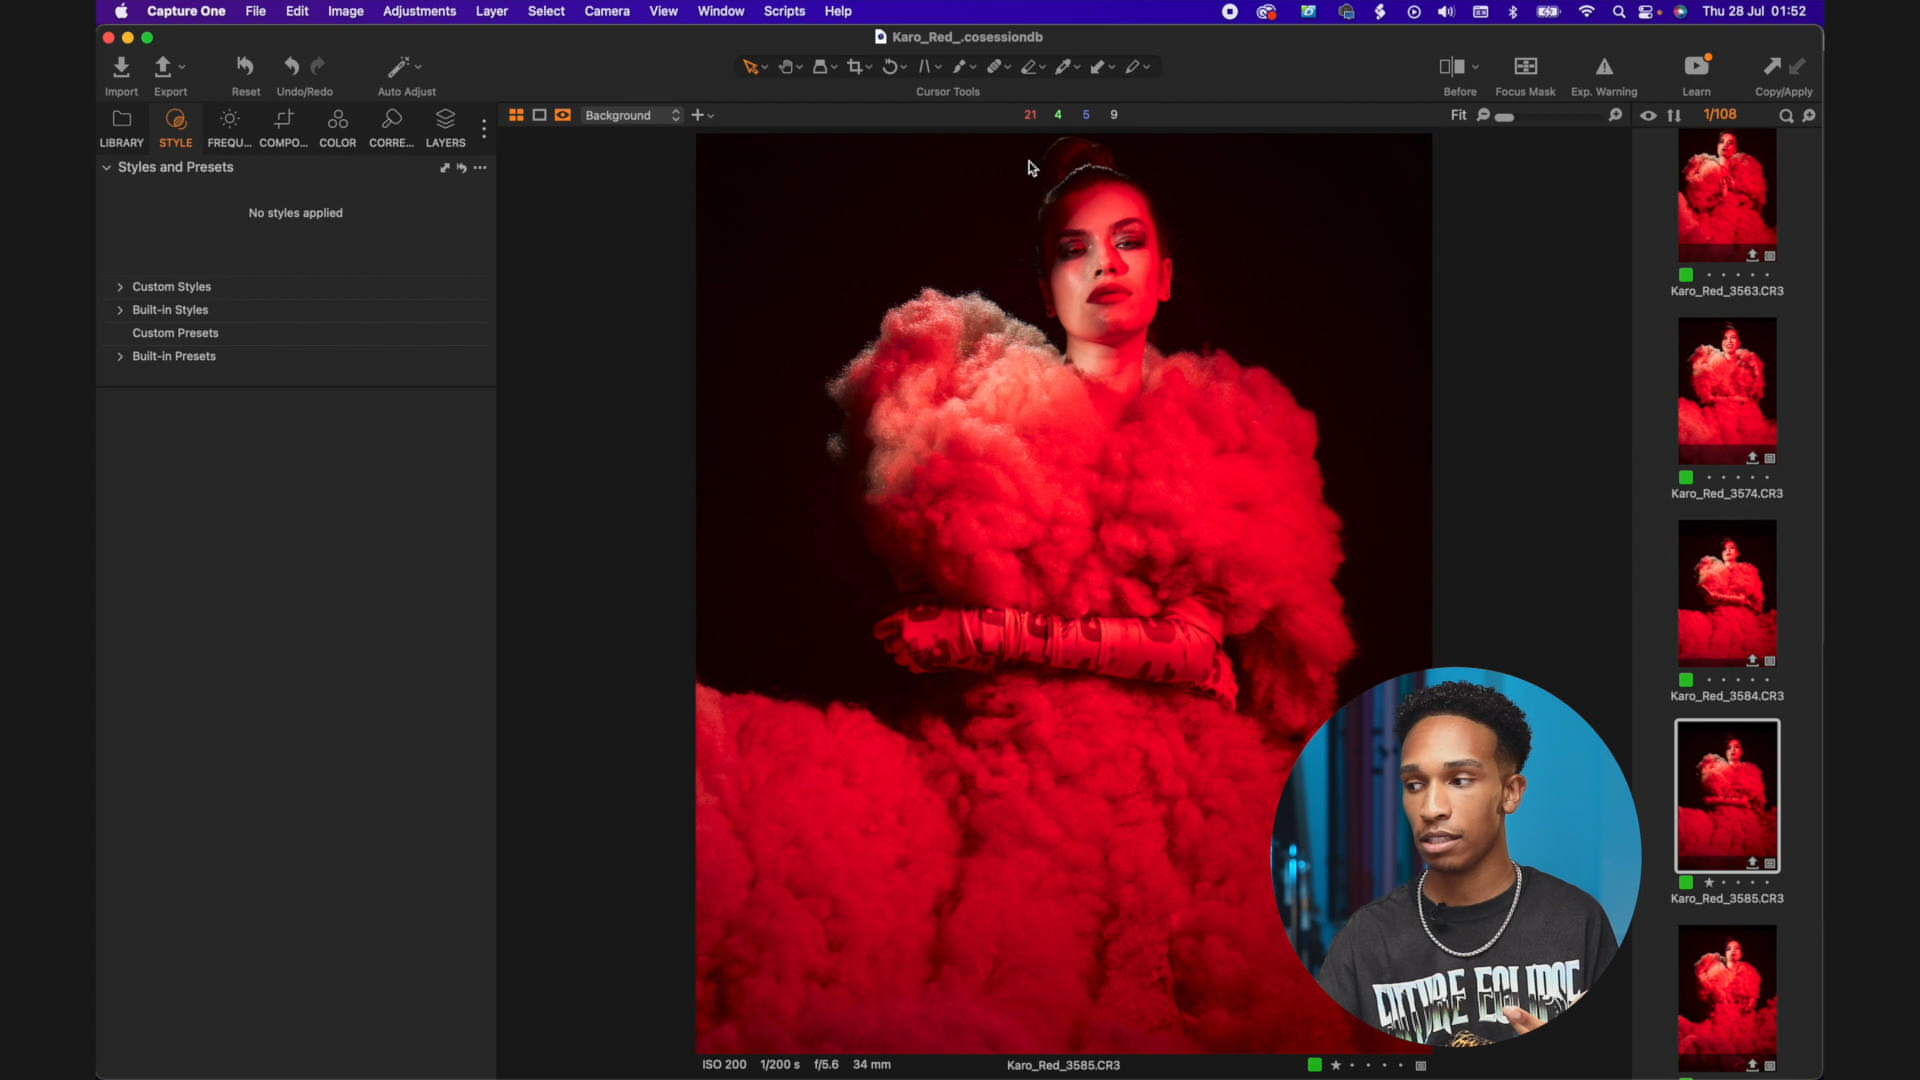 Capture One File Edit Image Adjustments Layer Select Camera View Window Scripts Help Thu 28 Jul 01:52
Karo_Red_.cosessiondb
Import Export Reset Undo/Redo Auto Adjust Cursor Tools Before Focus Mask Exp. Warning Learn Copy/Apply
LIBRARY STYLE FREQU... COMPO... COLOR CORRE... LAYERS
Background 21 4 5 9 Fit 1/108
Styles and Presets
No styles applied
Custom Styles
Built-in Styles
Custom Presets
Built-in Presets
Karo_Red_3563.CR3
Karo_Red_3574.CR3
Karo_Red_3584.CR3
Karo_Red_3585.CR3
FUTURE ECLIPSE
ISO 200 1/200 s f/5.6 34 mm Karo_Red_3585.CR3